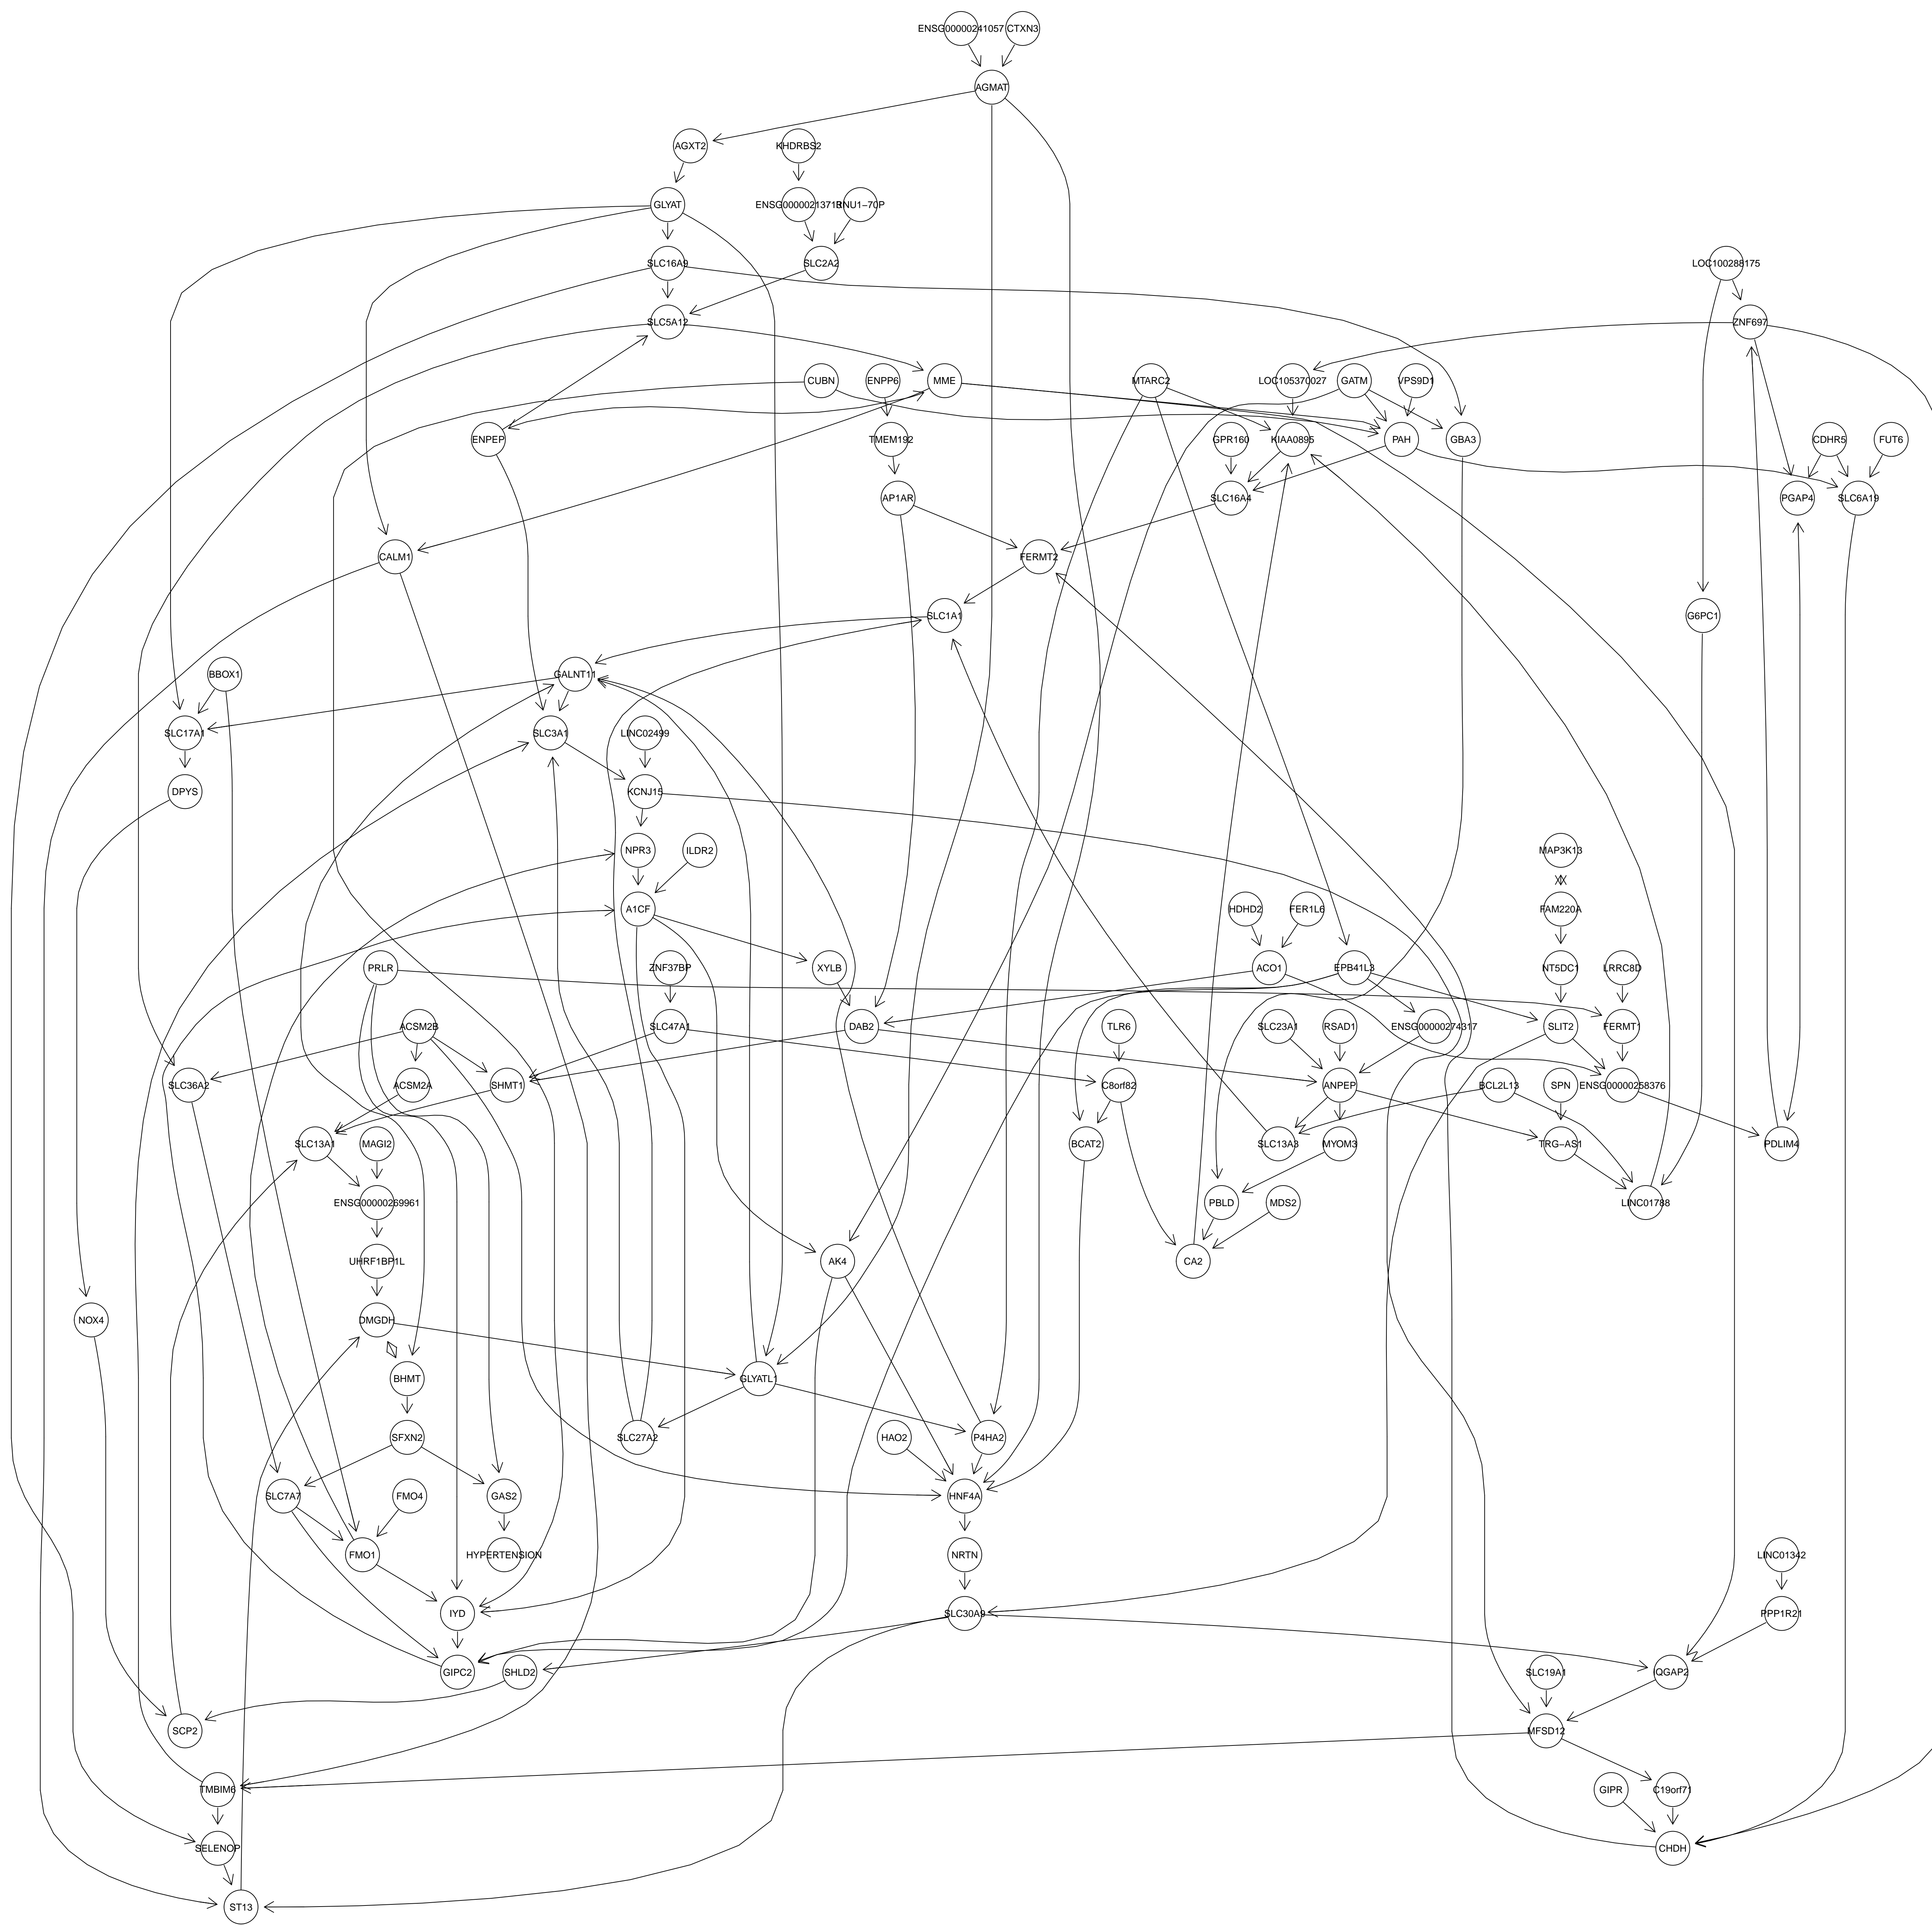 ENSG00000241057
CTXN3
AGMAT
AGXT2
KHDRBS2
GLYAT
RNU1-70P
SLC16A9
SLC2A2
LOC100288175
SLC5A12
ZNF697
CUBN
ENPP6
MME
MTARC2
LOC105370027
GATM
VPS9D1
ENPEP
TMEM192
GPR160
KIAA0895
PAH
GBA3
CDHR5
FUT6
AP1AR
SLC16A4
PGAP4
SLC6A19
CALM1
FERMT2
SLC1A1
G6PC1
BBOX1
GALNT11
SLC17A1
SLC3A1
LINC02499
DPYS
KCNJ15
NPR3
ILDR2
MAP3K13
A1CF
HDHD2
FER1L6
FAM220A
PRLR
ZNF37BP
XYLB
ACO1
EPB41L3
NT5DC1
LRRC8D
ACSM2B
SLC47A1
DAB2
TLR6
SLC23A1
RSAD1
ENSG00000274317
SLIT2
FERMT1
SLC36A2
ACSM2A
SHMT1
C8orf82
ANPEP
BCL2L13
SPN
ENSG00000258376
SLC13A1
MAGI2
BCAT2
SLC13A3
MYOM3
TRG-AS1
PDLIM4
ENSG00000269961
PBLD
MDS2
LINC01788
UHRF1BP1L
AK4
CA2
NOX4
DMGDH
BHMT
GLYATL1
SFXN2
SLC27A2
HAO2
P4HA2
SLC7A7
FMO4
GAS2
HNF4A
FMO1
HYPERTENSION
NRTN
LINC01342
IYD
SLC30A9
PPP1R21
GIPC2
SHLD2
SLC19A1
IQGAP2
SCP2
MFSD12
TMBIM6
GIPR
C19orf71
SELENOP
CHDH
ST13